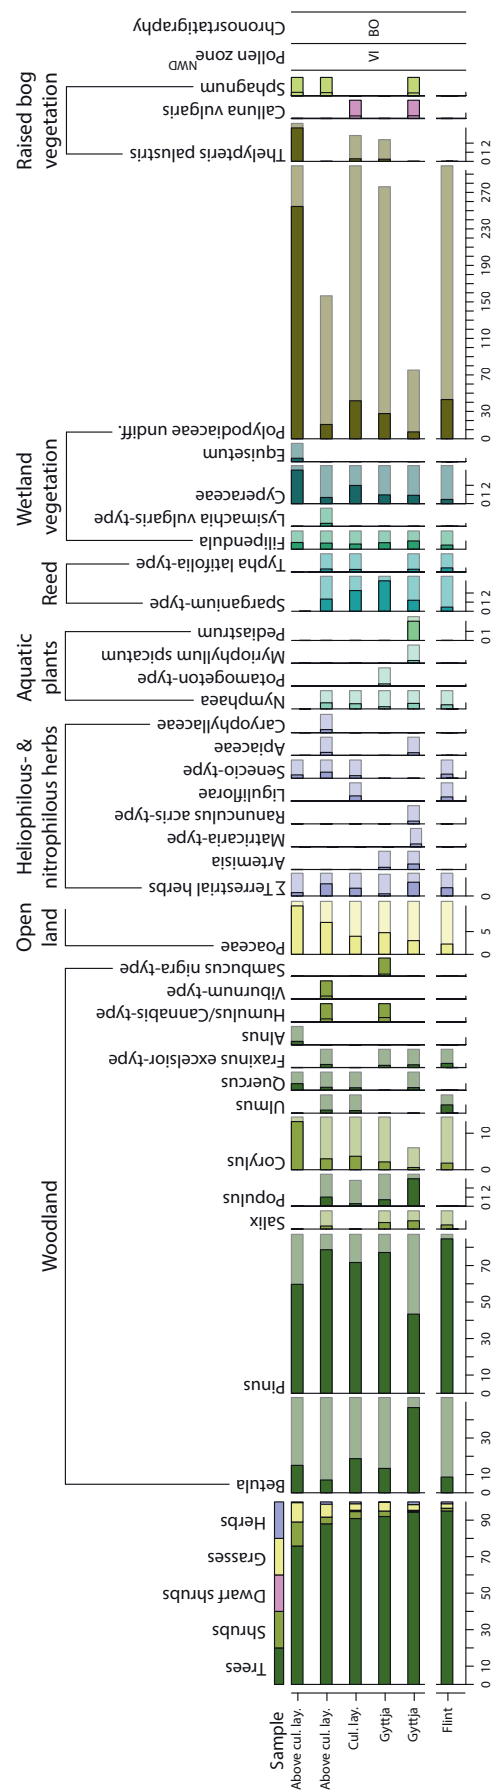 Chronosrtatigraphy
BO
Pollen zone NWD
VI
Raised bog
vegetation
Sphagnum
Calluna vulgaris
Thelypteris palustris
0 1 2
Polypodiaceae undiff.
0 70 110 150 190 230 270
Wetland
vegetation
Equisetum
Cyperaceae
0 1 2
Lysimachia vulgaris-type
Filipendula
Reed
Typha latifolia-type
Sparganium-type
0 1 2
Aquatic
plants
Pediastrum
0 1
Myriophyllum spicatum
Potamogeton-type
Nymphaea
Heliophilous- &
nitrophilous herbs
Caryophyllaceae
Apiaceae
Senecio-type
Liguliflorae
Ranunculus acris-type
Matricaria-type
Artemisia
ΣTerrestrial herbs
0
Open
land
Poaceae
0 5
Woodland
Sambucus nigra-type
Viburnum-type
Humulus/Cannabis-type
Alnus
Fraxinus excelsior-type
Quercus
Ulmus
Corylus
0 10
Populus
0 1 2
Salix
Pinus
0 10 30 50 70
Betula
0 10 30
Herbs
Grasses
Dwarf shrubs
Shrubs
Trees
0 10 30 50 70 90
Sample
Above cul. lay.
Above cul. lay.
Cul. lay.
Gyttja
Gyttja
Flint